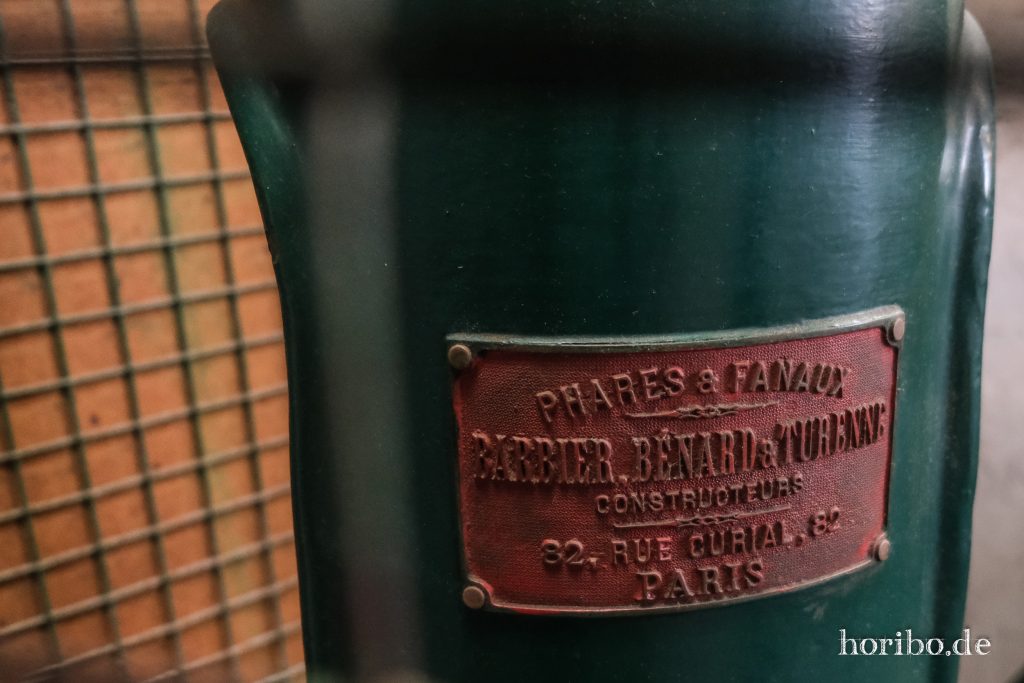 PHARES & FANAUX
BARBIER, BÉNARD & TURENNE
CONSTRUCTEURS
82, RUE CURIAL, 82
PARIS
horibo.de